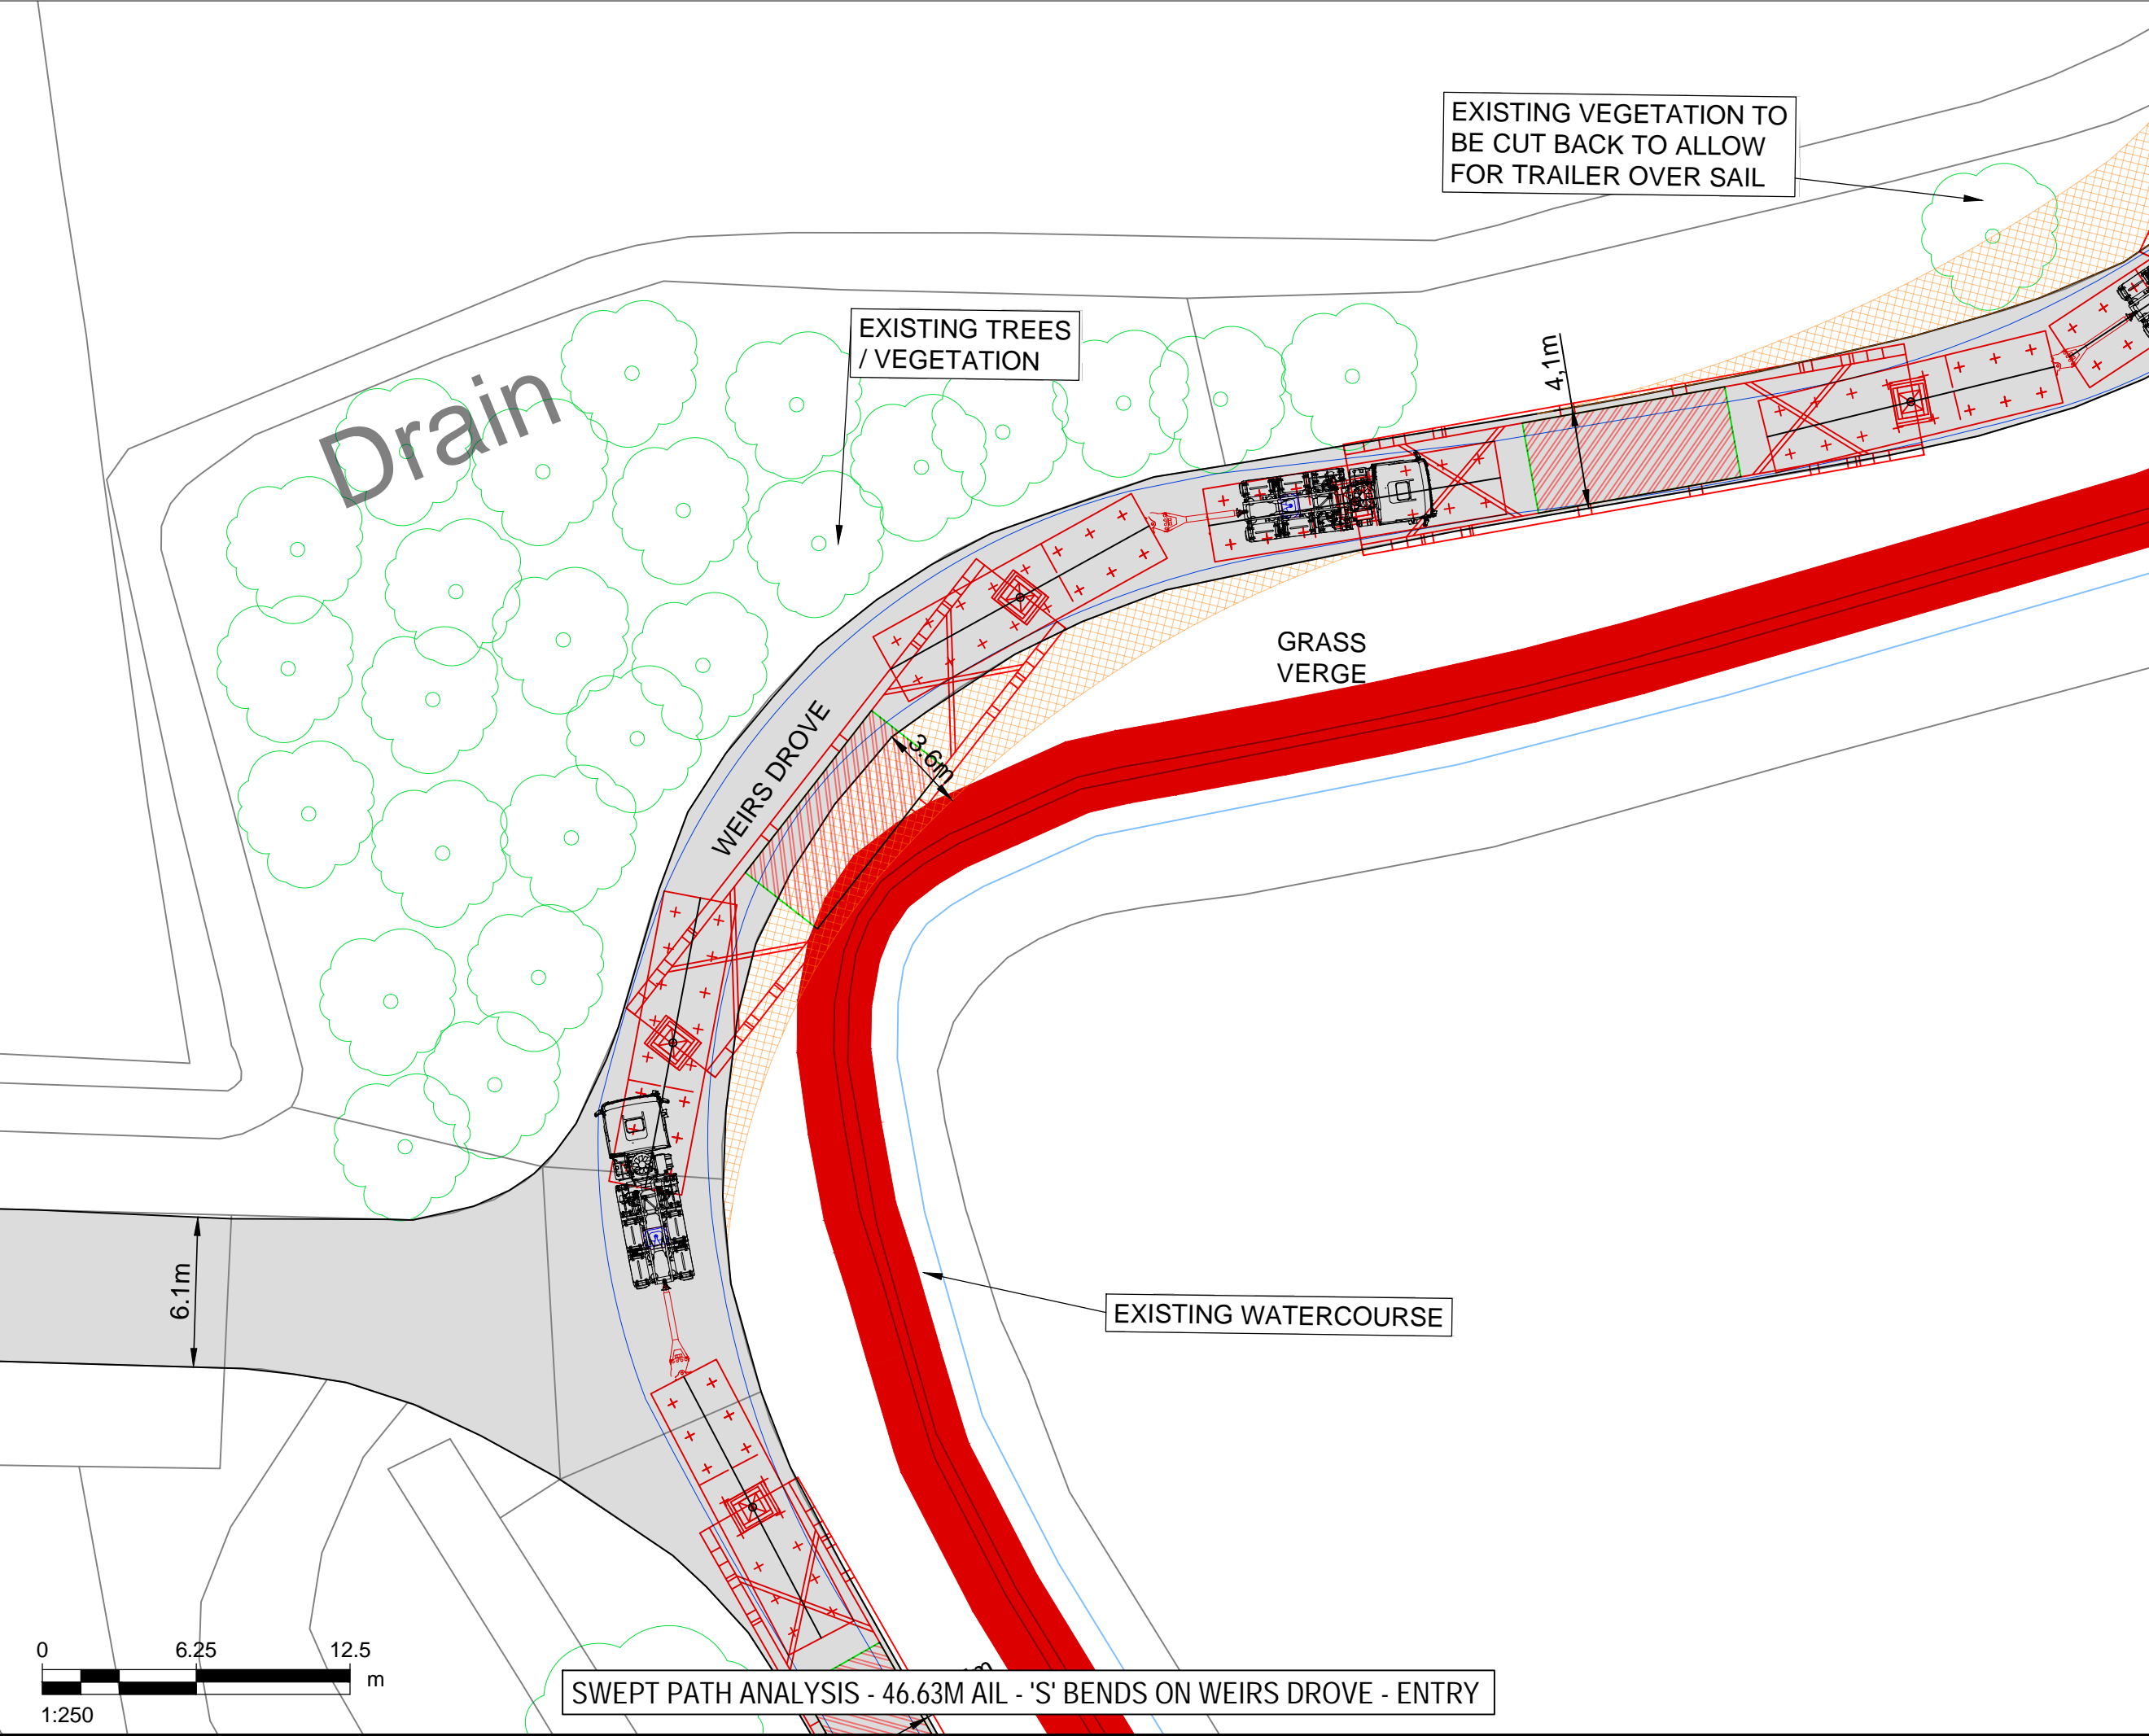 EXISTING VEGETATION TO
BE CUT BACK TO ALLOW
FOR TRAILER OVER SAIL
EXISTING TREES
/ VEGETATION
Drain
4,1m
GRASS
VERGE
WEIRS DROVE
3.6m
6.1m
EXISTING WATERCOURSE
0 6.25 12.5
m
1:250
SWEPT PATH ANALYSIS - 46.63M AIL - 'S' BENDS ON WEIRS DROVE - ENTRY